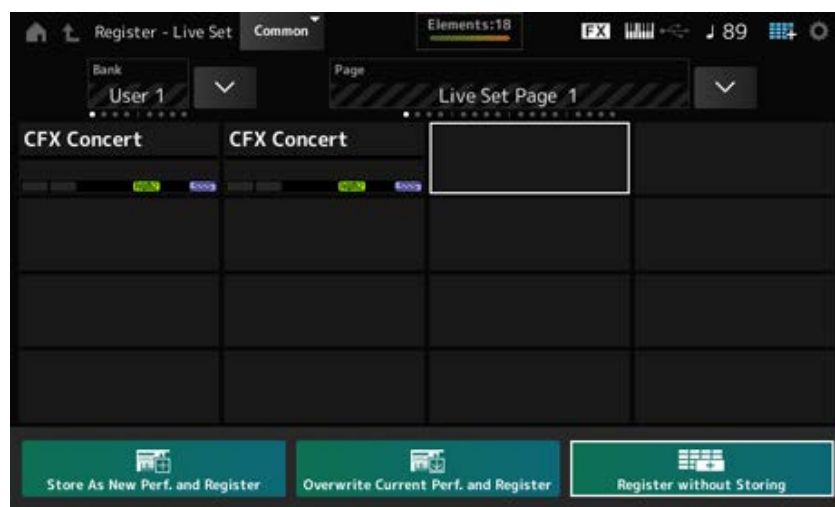 Register - Live Set
Common
Elements:18
FX
♩ 89
Bank
User 1
Page
Live Set Page 1
CFX Concert
CFX Concert
Store As New Perf. and Register
Overwrite Current Perf. and Register
Register without Storing